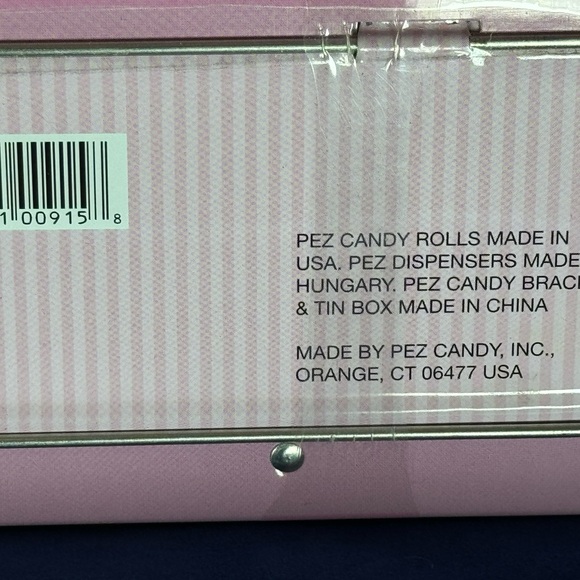 1 00915 8
PEZ CANDY ROLLS MADE IN
USA. PEZ DISPENSERS MADE
HUNGARY. PEZ CANDY BRAC
& TIN BOX MADE IN CHINA
MADE BY PEZ CANDY, INC.,
ORANGE, CT 06477 USA